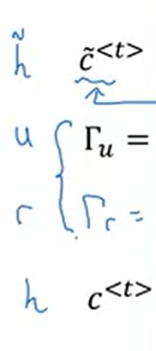 h̃ c̃<t>
u Γu =
r Γr =
h c<t>